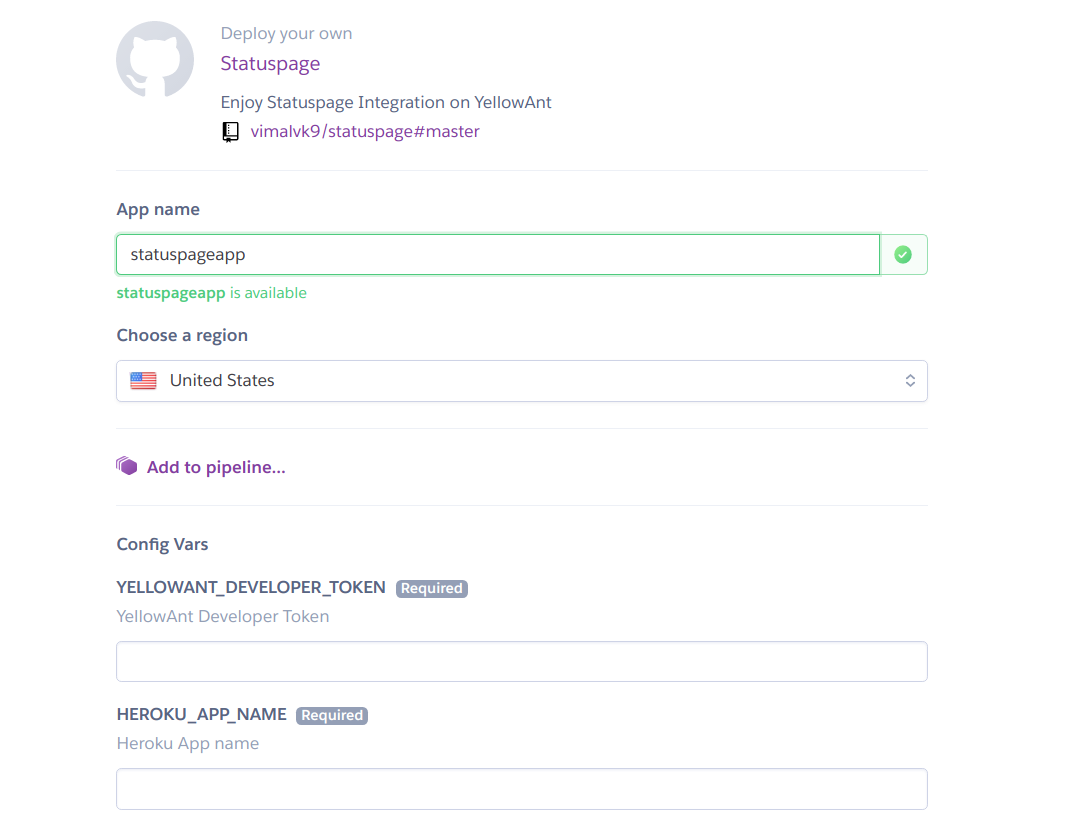 Deploy your own
Statuspage
Enjoy Statuspage Integration on YellowAnt
vimalvk9/statuspage#master
App name
statuspageapp
statuspageapp is available
Choose a region
United States
Add to pipeline...
Config Vars
YELLOWANT_DEVELOPER_TOKEN Required
YellowAnt Developer Token
HEROKU_APP_NAME Required
Heroku App name